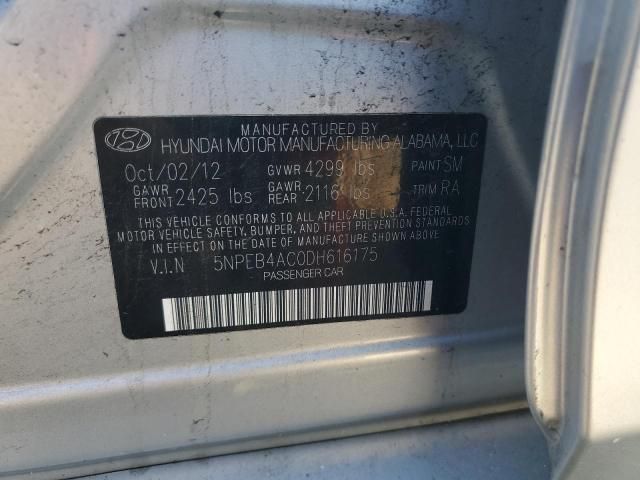 MANUFACTURED BY
HYUNDAI MOTOR MANUFACTURING ALABAMA, LLC
Oct/02/12 GVWR 4299 lbs PAINT SM
GAWR FRONT 2425 lbs GAWR REAR 2116 lbs TRIM RA
THIS VEHICLE CONFORMS TO ALL APPLICABLE U.S.A. FEDERAL
MOTOR VEHICLE SAFETY, BUMPER, AND THEFT PREVENTION STANDARDS
IN EFFECT ON THE DATE OF MANUFACTURE SHOWN ABOVE.
V.I.N 5NPEB4AC0DH616175
PASSENGER CAR